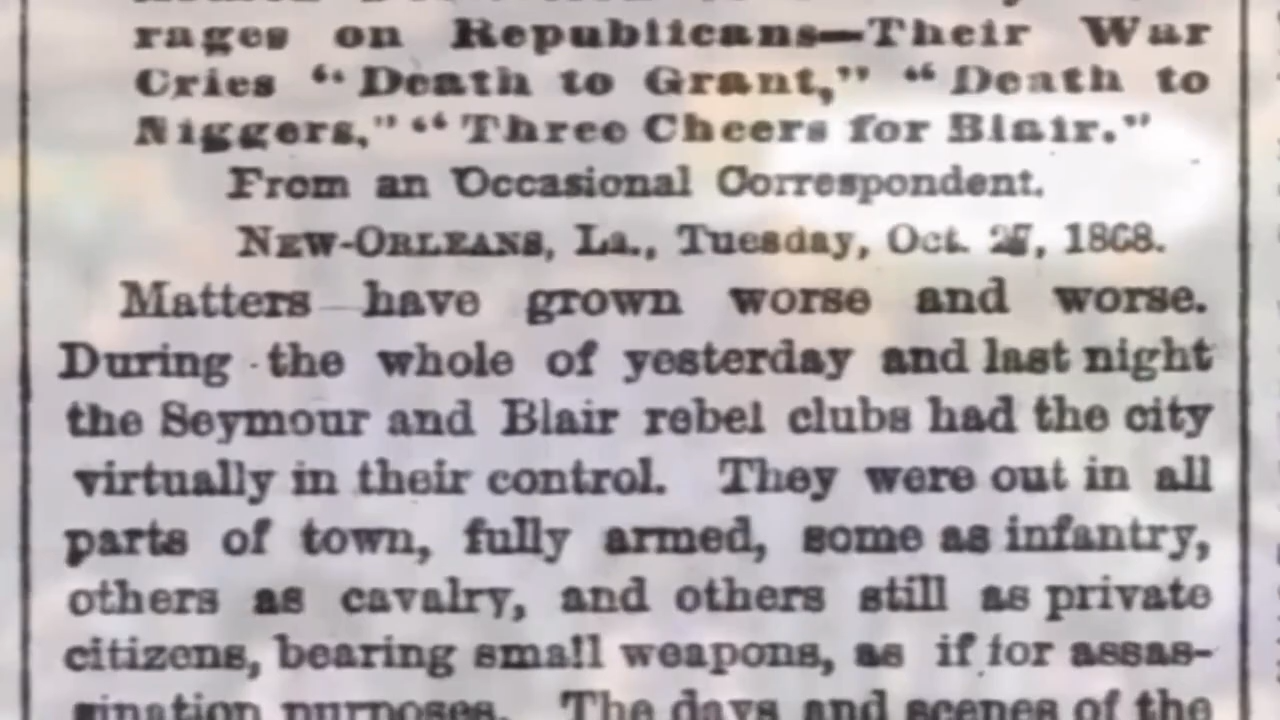 rages on Republicans—Their War
Cries "Death to Grant," "Death to
Niggers," "Three Cheers for Blair."
From an Occasional Correspondent.
NEW-ORLEANS, La., Tuesday, Oct. 27, 1868.
Matters have grown worse and worse.
During the whole of yesterday and last night
the Seymour and Blair rebel clubs had the city
virtually in their control. They were out in all
parts of town, fully armed, some as infantry,
others as cavalry, and others still as private
citizens, bearing small weapons, as if for assas-
sination purposes. The days and scenes of the